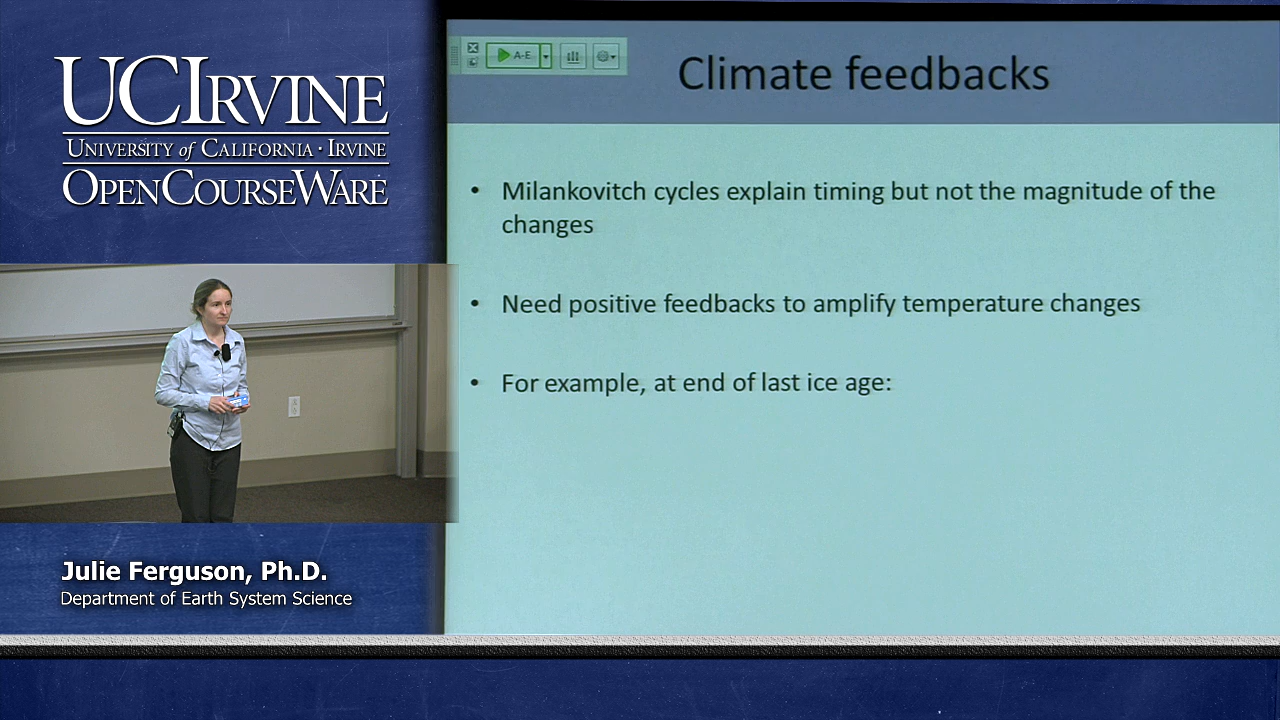 UCIRVINE
UNIVERSITY of CALIFORNIA · IRVINE
OPENCOURSEWARE
Julie Ferguson, Ph.D.
Department of Earth System Science
A-E
Climate feedbacks
• Milankovitch cycles explain timing but not the magnitude of the
changes
• Need positive feedbacks to amplify temperature changes
• For example, at end of last ice age: